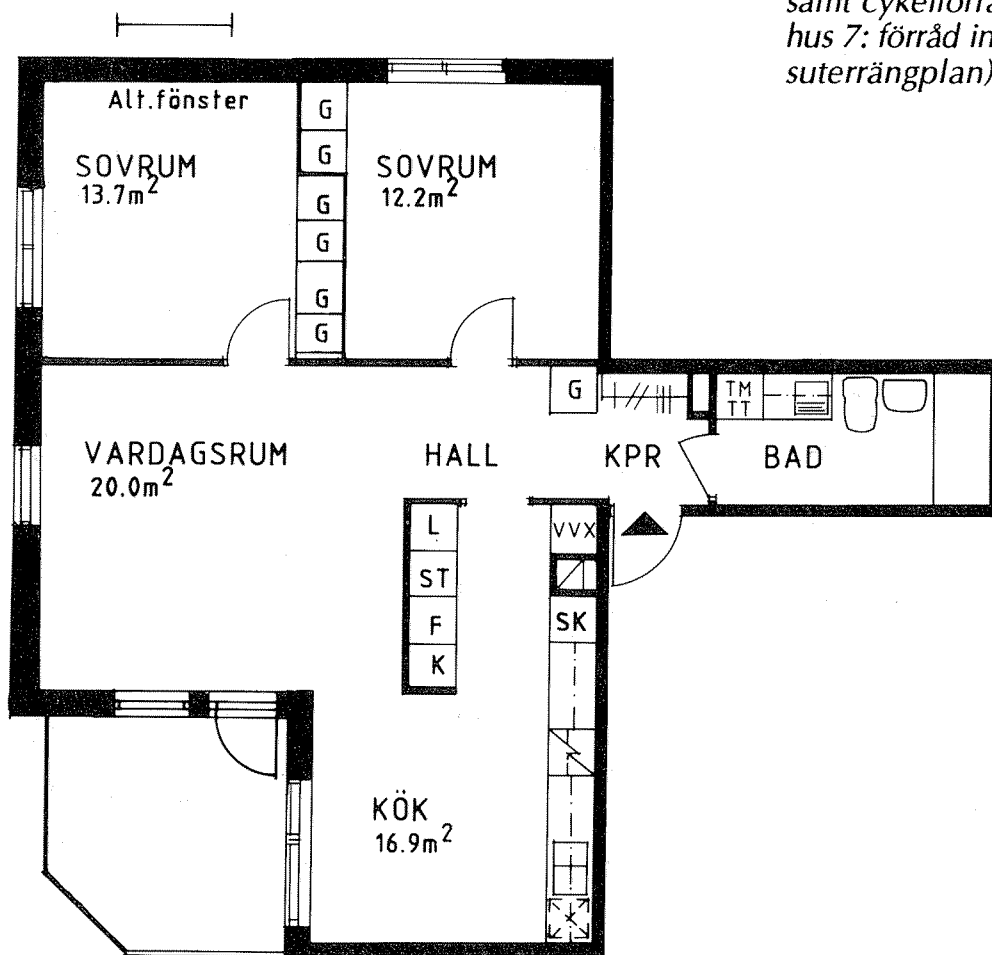 samt cykelförrå
hus 7: förråd in
suterrängplan)
Alt.fönster
SOVRUM
13.7m²
G
G
G
G
G
G
SOVRUM
12.2m²
VARDAGSRUM
20.0m²
HALL
G
KPR
TM
TT
BAD
L
ST
F
K
VVX
SK
K
KÖK
16.9m²